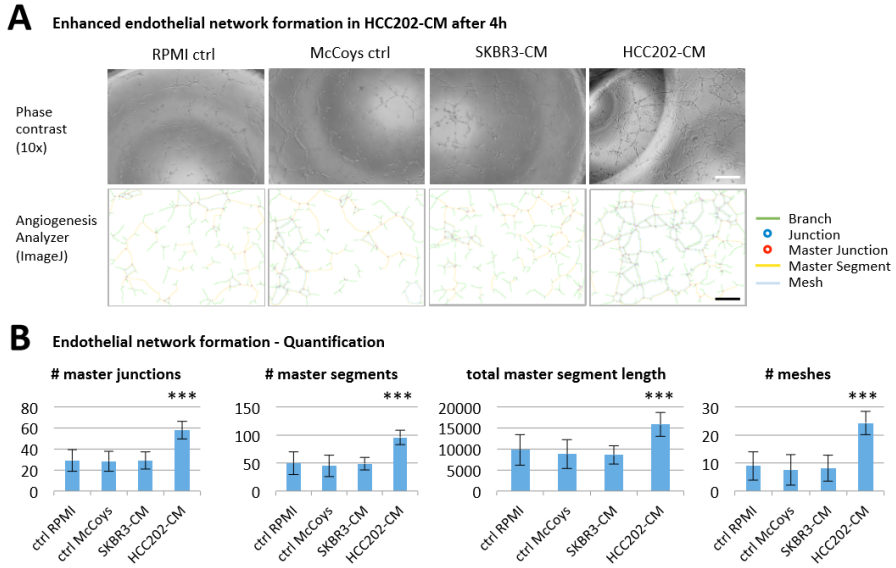 A
Enhanced endothelial network formation in HCC202-CM after 4h
RPMI ctrl
McCoys ctrl
SKBR3-CM
HCC202-CM
Phase
contrast
(10x)
Angiogenesis
Analyzer
(ImageJ)
Branch
Junction
Master Junction
Master Segment
Mesh
B
Endothelial network formation - Quantification
# master junctions
***
80
60
40
20
0
ctrl RPMI
ctrl McCoys
SKBR3-CM
HCC202-CM
# master segments
***
150
100
50
0
ctrl RPMI
ctrl McCoys
SKBR3-CM
HCC202-CM
total master segment length
***
20000
15000
10000
5000
0
ctrl RPMI
ctrl McCoys
SKBR3-CM
HCC202-CM
# meshes
***
30
20
10
0
ctrl RPMI
ctrl McCoys
SKBR3-CM
HCC202-CM